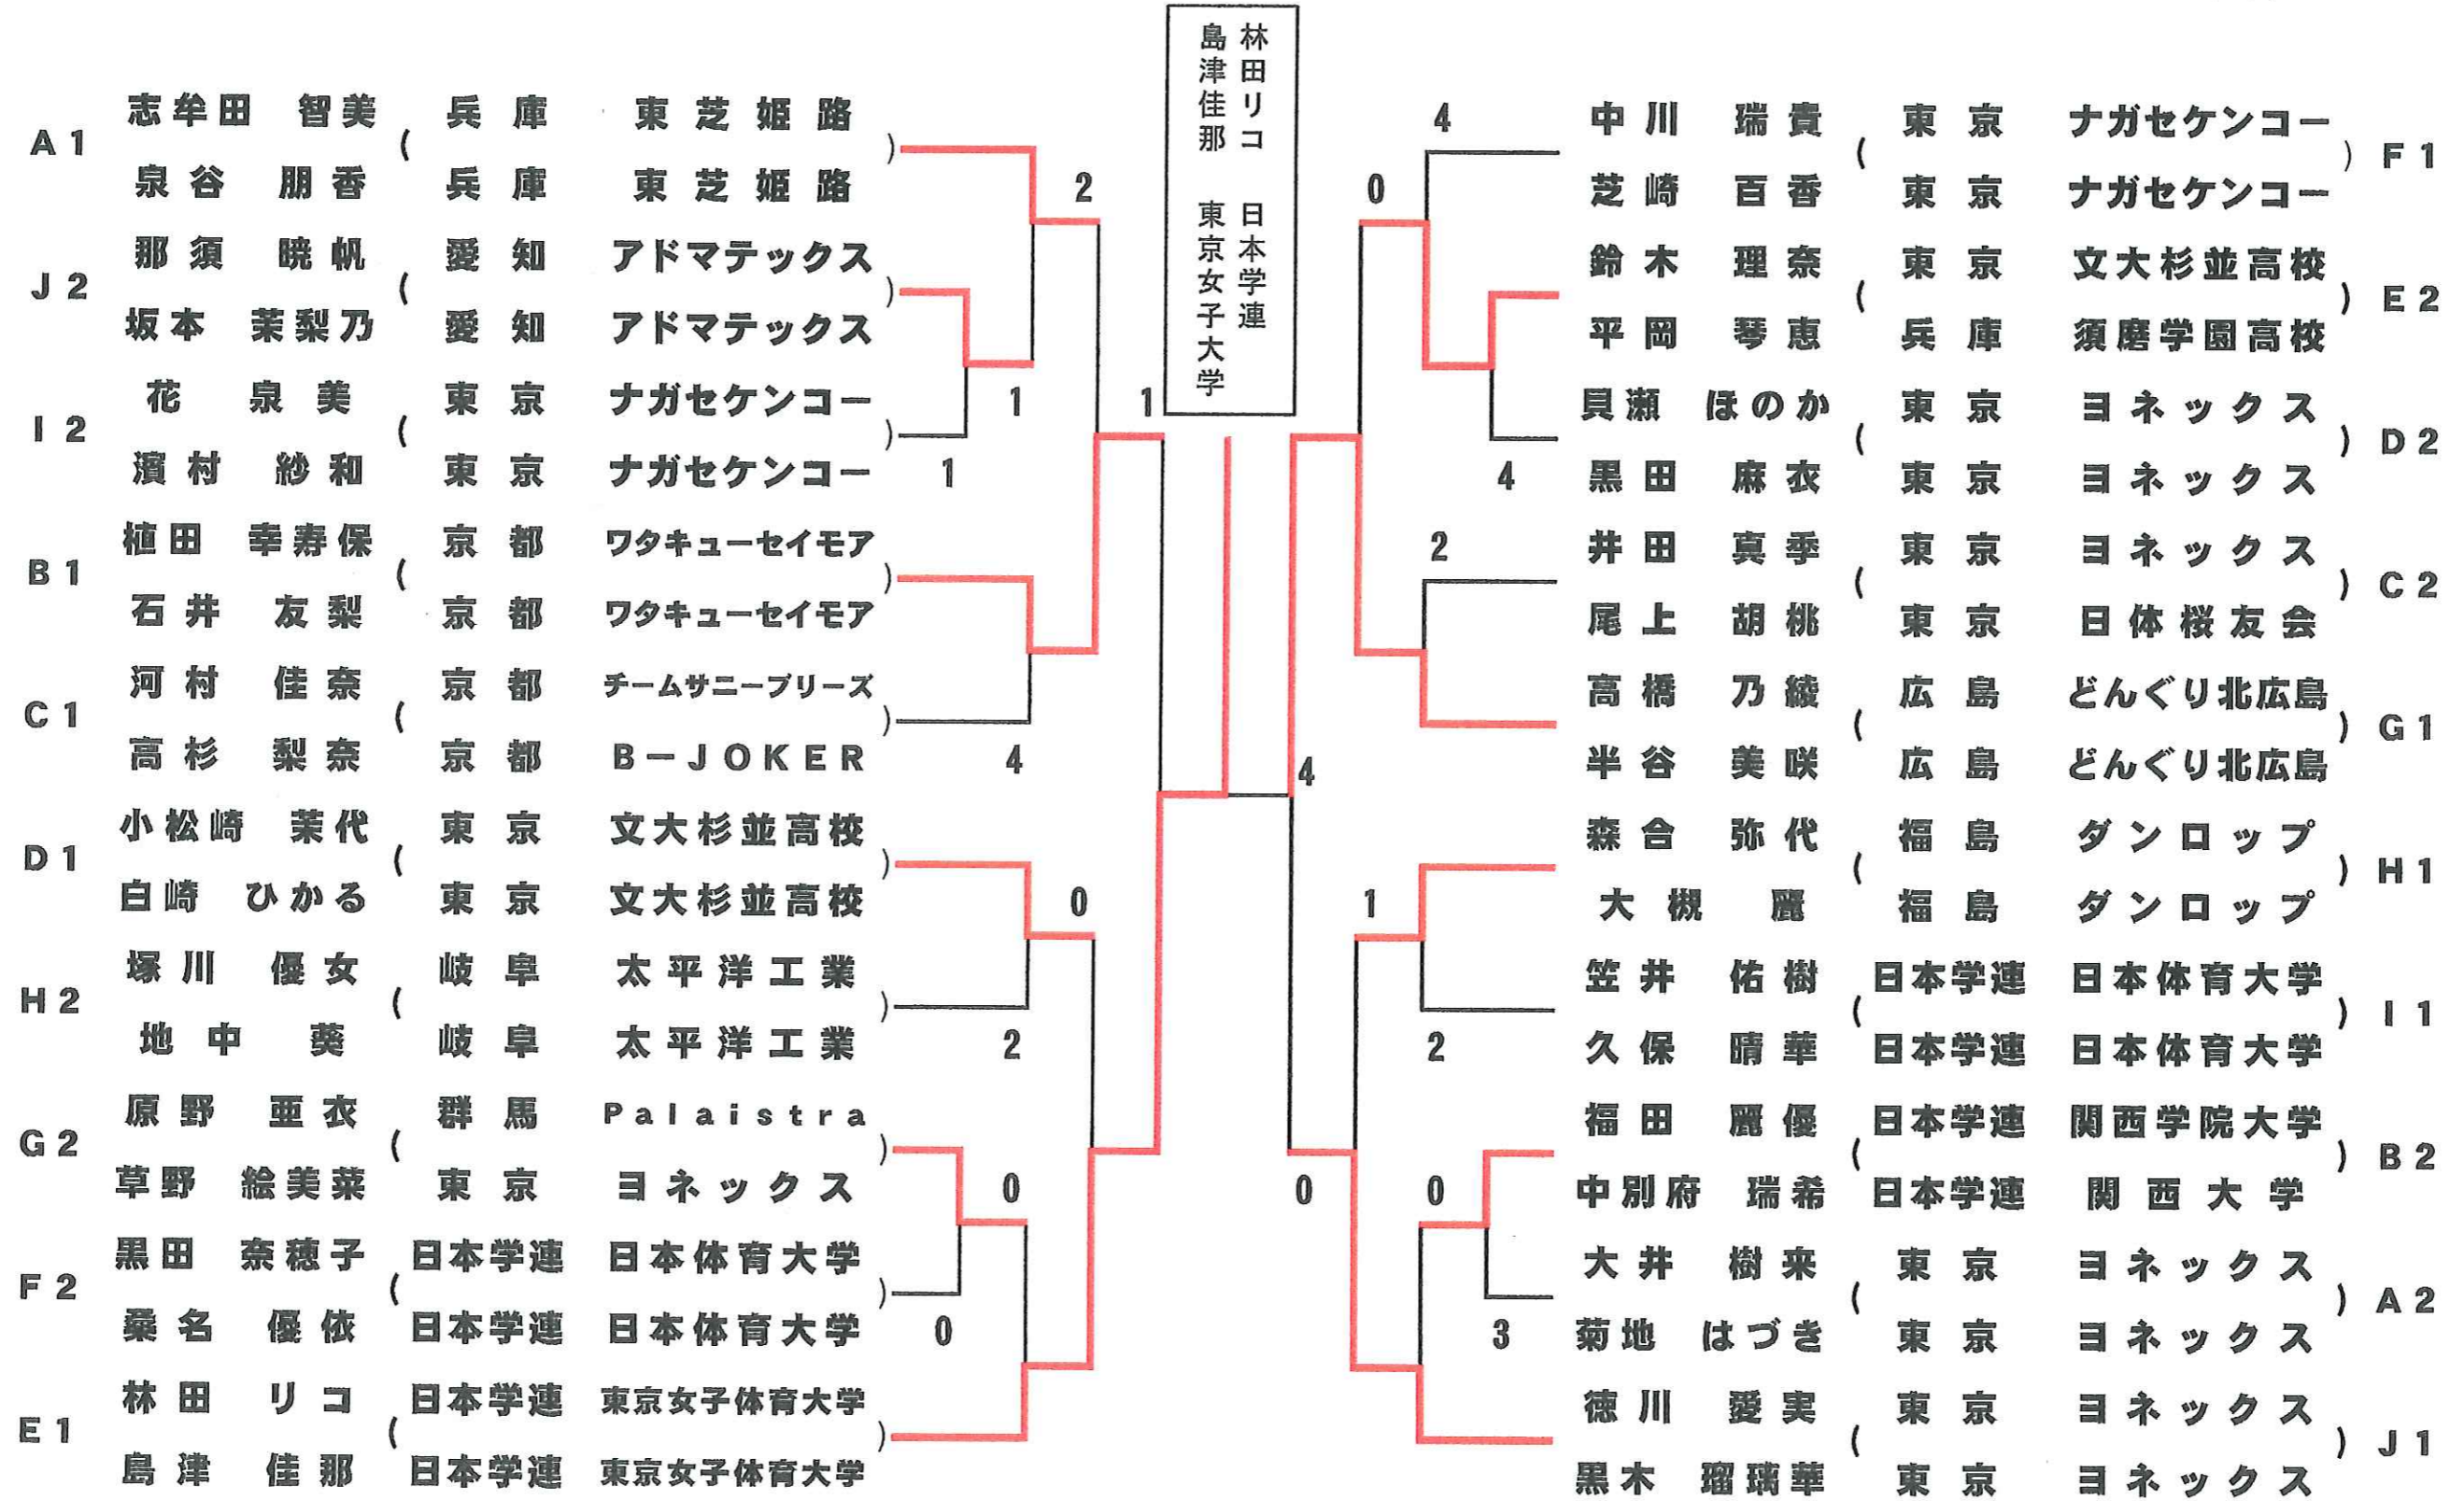 林田リコ 日本学連
島津佳那 東京女子大学
A1
志牟田 智美 ( 兵庫 東芝姫路 )
泉谷 朋香 兵庫 東芝姫路
J2
那須 暁帆 ( 愛知 アドマテックス )
坂本 茉梨乃 愛知 アドマテックス
I2
花 泉美 ( 東京 ナガセケンコー )
濱村 紗和 東京 ナガセケンコー
B1
植田 幸寿保 ( 京都 ワタキューセイモア )
石井 友梨 京都 ワタキューセイモア
C1
河村 佳奈 ( 京都 チームサニーブリーズ )
高杉 梨奈 京都 B－JOKER
D1
小松崎 茉代 ( 東京 文大杉並高校 )
白崎 ひかる 東京 文大杉並高校
H2
塚川 優女 ( 岐阜 太平洋工業 )
地中 葵 岐阜 太平洋工業
G2
原野 亜衣 ( 群馬 Palaistra )
草野 絵美菜 東京 ヨネックス
F2
黒田 奈穂子 ( 日本学連 日本体育大学 )
桑名 優依 日本学連 日本体育大学
E1
林田 リコ ( 日本学連 東京女子体育大学 )
島津 佳那 日本学連 東京女子体育大学
2
1
1
1
4
0
2
0
0
4
0
4
2
4
1
2
0
0
3
中川 瑞貴 ( 東京 ナガセケンコー ) F1
芝崎 百香 東京 ナガセケンコー
鈴木 理奈 ( 東京 文大杉並高校 ) E2
平岡 琴恵 兵庫 須磨学園高校
貝瀬 ほのか ( 東京 ヨネックス ) D2
黒田 麻衣 東京 ヨネックス
井田 真季 ( 東京 ヨネックス ) C2
尾上 胡桃 東京 日体桜友会
高橋 乃綾 ( 広島 どんぐり北広島 ) G1
半谷 美咲 広島 どんぐり北広島
森合 弥代 ( 福島 ダンロップ ) H1
大槻 麗 福島 ダンロップ
笠井 佑樹 ( 日本学連 日本体育大学 ) I1
久保 晴華 日本学連 日本体育大学
福田 麗優 ( 日本学連 関西学院大学 ) B2
中別府 瑞希 日本学連 関西大学
大井 樹来 ( 東京 ヨネックス ) A2
菊地 はづき 東京 ヨネックス
徳川 愛実 ( 東京 ヨネックス ) J1
黒木 瑠璃華 東京 ヨネックス